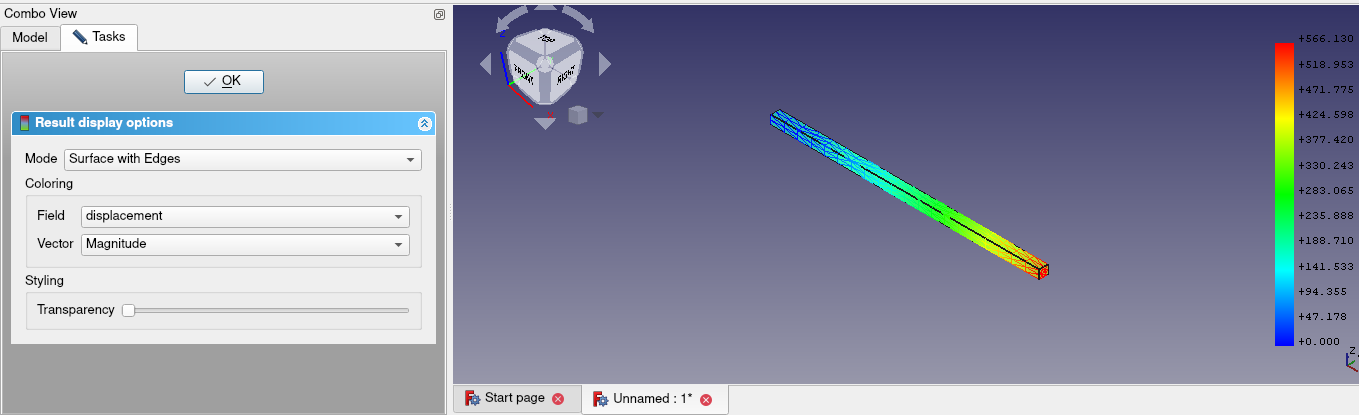 Combo View
Model
Tasks
OK
Result display options
Mode
Surface with Edges
Coloring
Field
displacement
Vector
Magnitude
Styling
Transparency
TOP
FRONT
RIGHT
Z
+566.130
+518.953
+471.775
+424.598
+377.420
+330.243
+283.065
+235.888
+188.710
+141.533
+94.355
+47.178
+0.000
Z
Start page
Unnamed : 1*